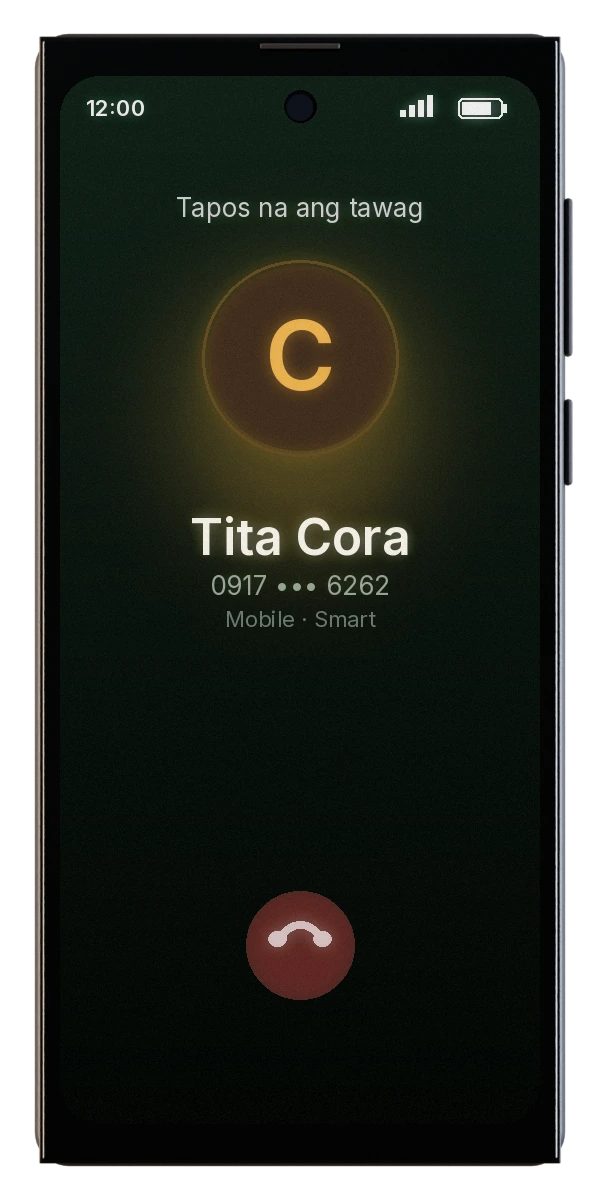 12:00
Tapos na ang tawag
C
Tita Cora
0917 ••• 6262
Mobile · Smart